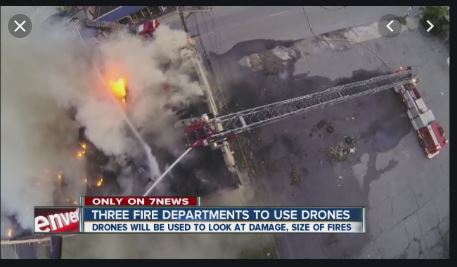 ONLY ON 7NEWS
enver
THREE FIRE DEPARTMENTS TO USE DRONES
DRONES WILL BE USED TO LOOK AT DAMAGE, SIZE OF FIRES